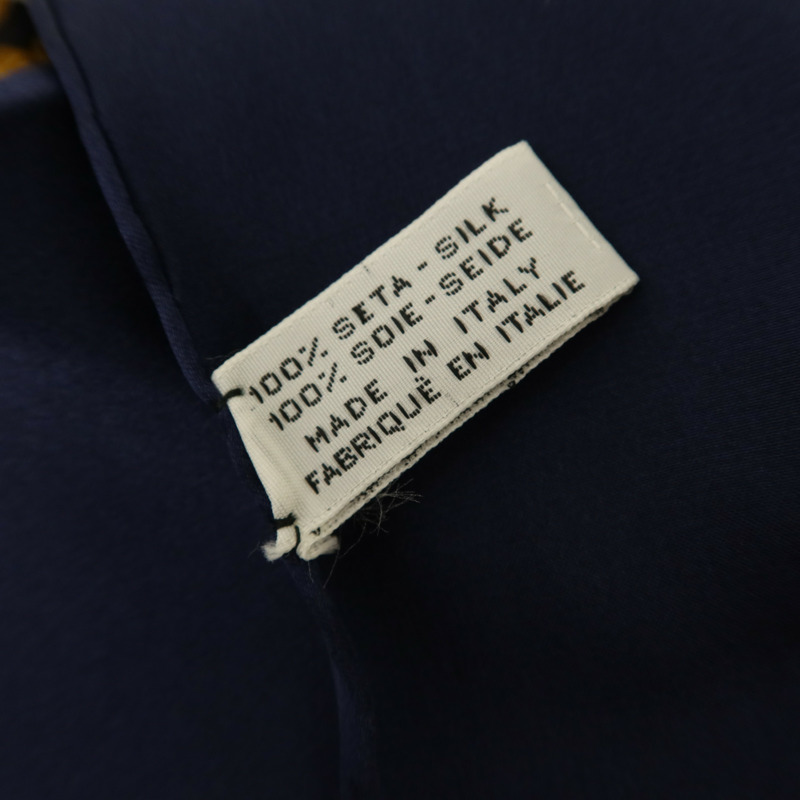 100% SETA - SILK
100% SOIE - SEIDE
MADE IN ITALY
FABRIQUÉ EN ITALIE